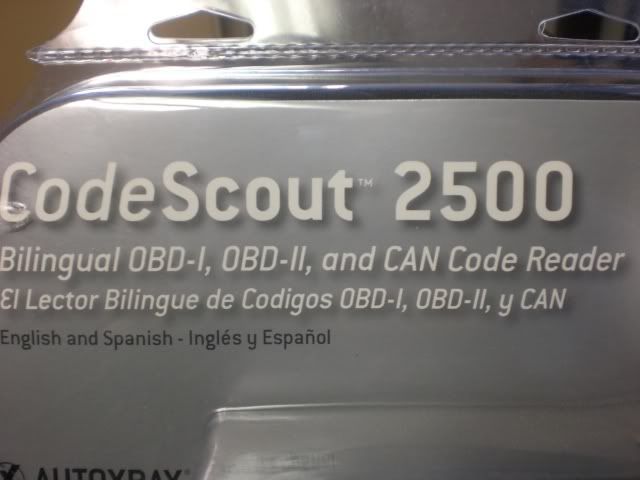 CodeScout™ 2500
Bilingual OBD-I, OBD-II, and CAN Code Reader
El Lector Bilingue de Codigos OBD-I, OBD-II, y CAN
English and Spanish - Inglés y Español
AUTOXRAY®